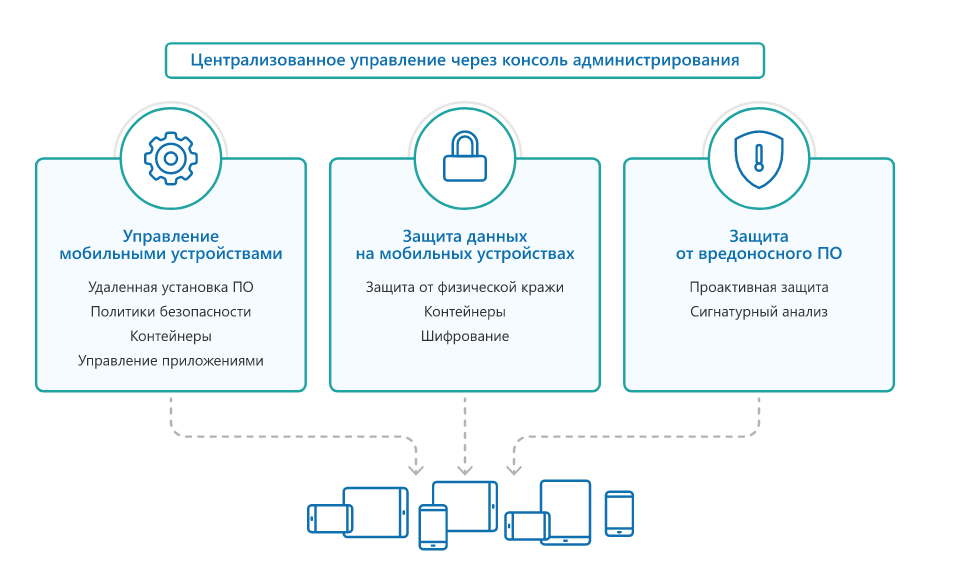 Централизованное управление через консоль администрирования
Управление
мобильными устройствами
Удаленная установка ПО
Политики безопасности
Контейнеры
Управление приложениями
Защита данных
на мобильных устройствах
Защита от физической кражи
Контейнеры
Шифрование
Защита
от вредоносного ПО
Проактивная защита
Сигнатурный анализ